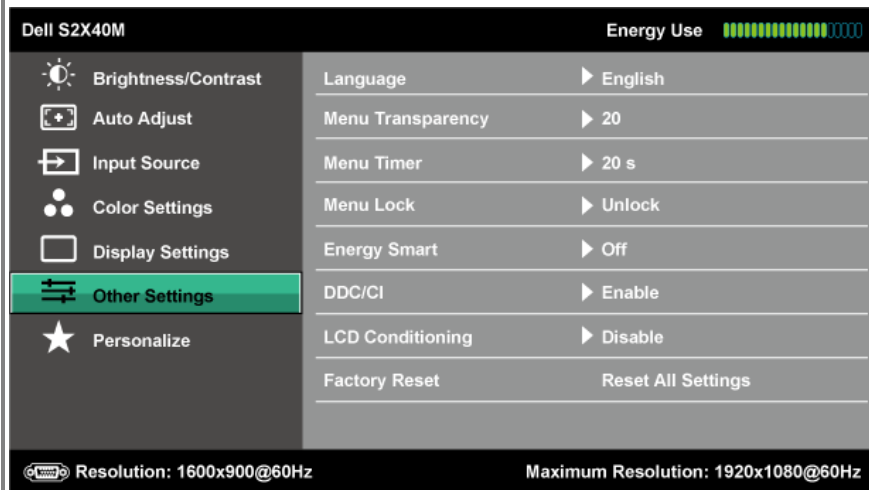 Dell S2X40M Energy Use
Brightness/Contrast Language English
Auto Adjust Menu Transparency 20
Input Source Menu Timer 20 s
Color Settings Menu Lock Unlock
Display Settings Energy Smart Off
Other Settings DDC/CI Enable
Personalize LCD Conditioning Disable
Factory Reset Reset All Settings
Resolution: 1600x900@60Hz Maximum Resolution: 1920x1080@60Hz